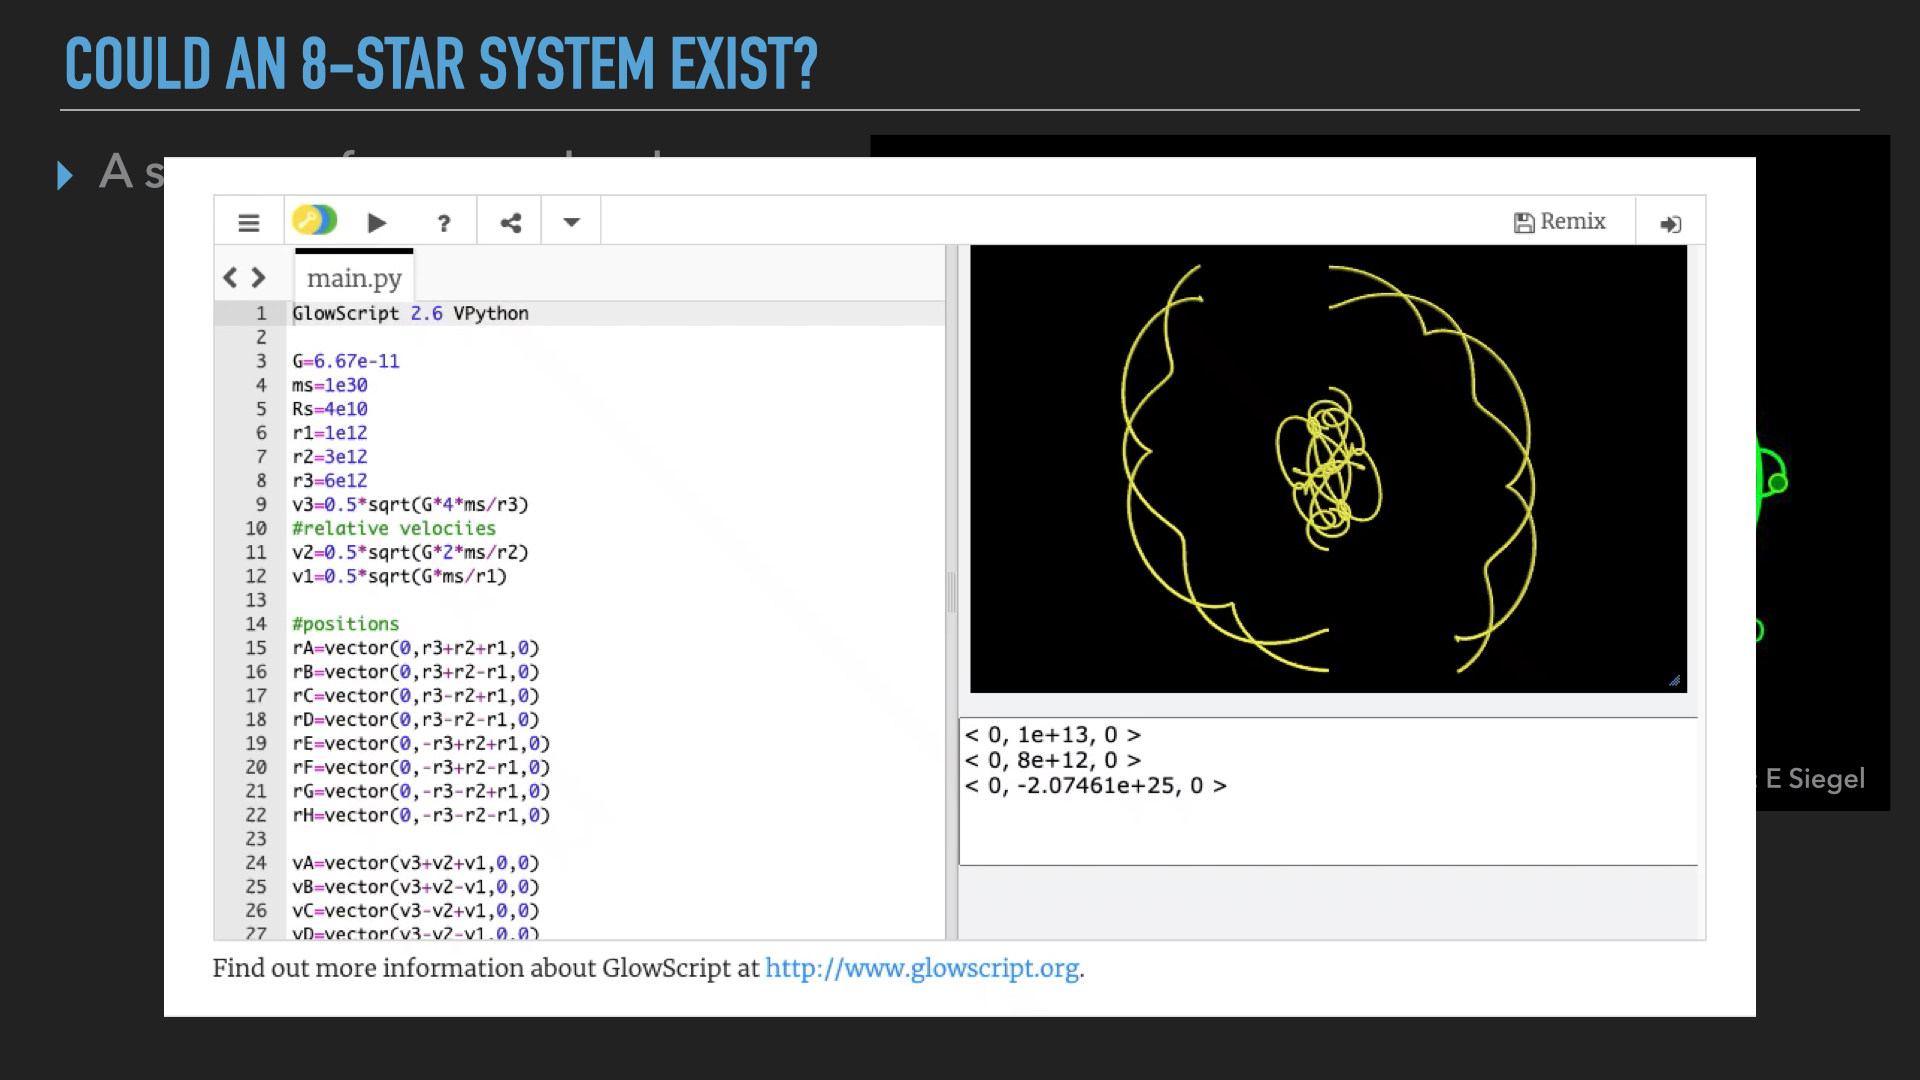 COULD AN 8-STAR SYSTEM EXIST?
A
?
Remix
main.py
1 GlowScript 2.6 VPython
2
3 G=6.67e-11
4 ms=1e30
5 Rs=4e10
6 r1=1e12
7 r2=3e12
8 r3=6e12
9 v3=0.5*sqrt(G*4*ms/r3)
10 #relative velociies
11 v2=0.5*sqrt(G*2*ms/r2)
12 v1=0.5*sqrt(G*ms/r1)
13
14 #positions
15 rA=vector(0,r3+r2+r1,0)
16 rB=vector(0,r3+r2-r1,0)
17 rC=vector(0,r3-r2+r1,0)
18 rD=vector(0,r3-r2-r1,0)
19 rE=vector(0,-r3+r2+r1,0)
20 rF=vector(0,-r3+r2-r1,0)
21 rG=vector(0,-r3-r2+r1,0)
22 rH=vector(0,-r3-r2-r1,0)
23
24 vA=vector(v3+v2+v1,0,0)
25 vB=vector(v3+v2-v1,0,0)
26 vC=vector(v3-v2+v1,0,0)
27 vD=vector(v3-v2-v1,0,0)
< 0, 1e+13, 0 >
< 0, 8e+12, 0 >
< 0, -2.07461e+25, 0 >
E Siegel
Find out more information about GlowScript at http://www.glowscript.org.